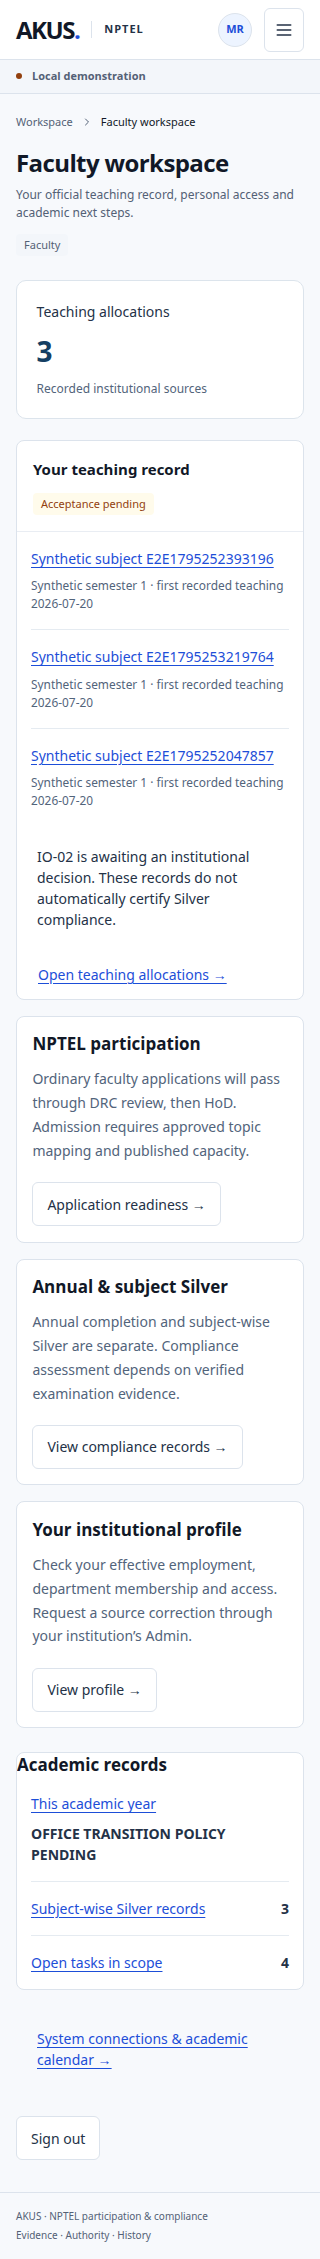 AKUS. NPTEL MR
Local demonstration
Workspace > Faculty workspace
Faculty workspace
Your official teaching record, personal access and
academic next steps.
Faculty
Teaching allocations
3
Recorded institutional sources
Your teaching record
Acceptance pending
Synthetic subject E2E1795252393196
Synthetic semester 1 · first recorded teaching
2026-07-20
Synthetic subject E2E1795253219764
Synthetic semester 1 · first recorded teaching
2026-07-20
Synthetic subject E2E1795252047857
Synthetic semester 1 · first recorded teaching
2026-07-20
IO-02 is awaiting an institutional
decision. These records do not
automatically certify Silver
compliance.
Open teaching allocations →
NPTEL participation
Ordinary faculty applications will pass
through DRC review, then HoD.
Admission requires approved topic
mapping and published capacity.
Application readiness →
Annual & subject Silver
Annual completion and subject-wise
Silver are separate. Compliance
assessment depends on verified
examination evidence.
View compliance records →
Your institutional profile
Check your effective employment,
department membership and access.
Request a source correction through
your institution’s Admin.
View profile →
Academic records
This academic year
OFFICE TRANSITION POLICY
PENDING
Subject-wise Silver records 3
Open tasks in scope 4
System connections & academic
calendar →
Sign out
AKUS · NPTEL participation & compliance
Evidence · Authority · History